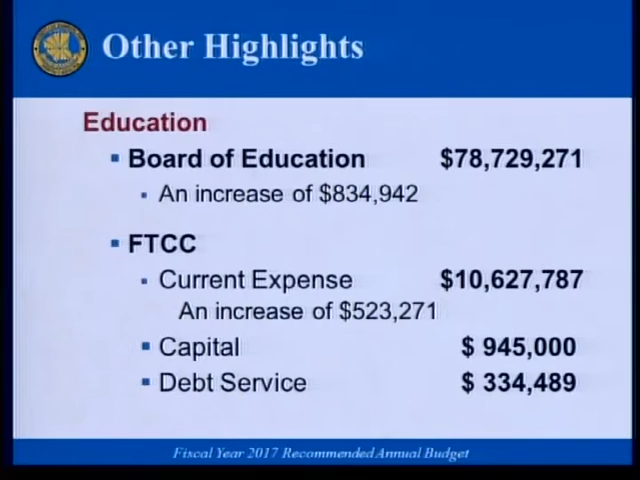 Other Highlights
Education
▪ Board of Education $78,729,271
▪ An increase of $834,942
▪ FTCC
▪ Current Expense $10,627,787
An increase of $523,271
▪ Capital $ 945,000
▪ Debt Service $ 334,489
Fiscal Year 2017 Recommended Annual Budget